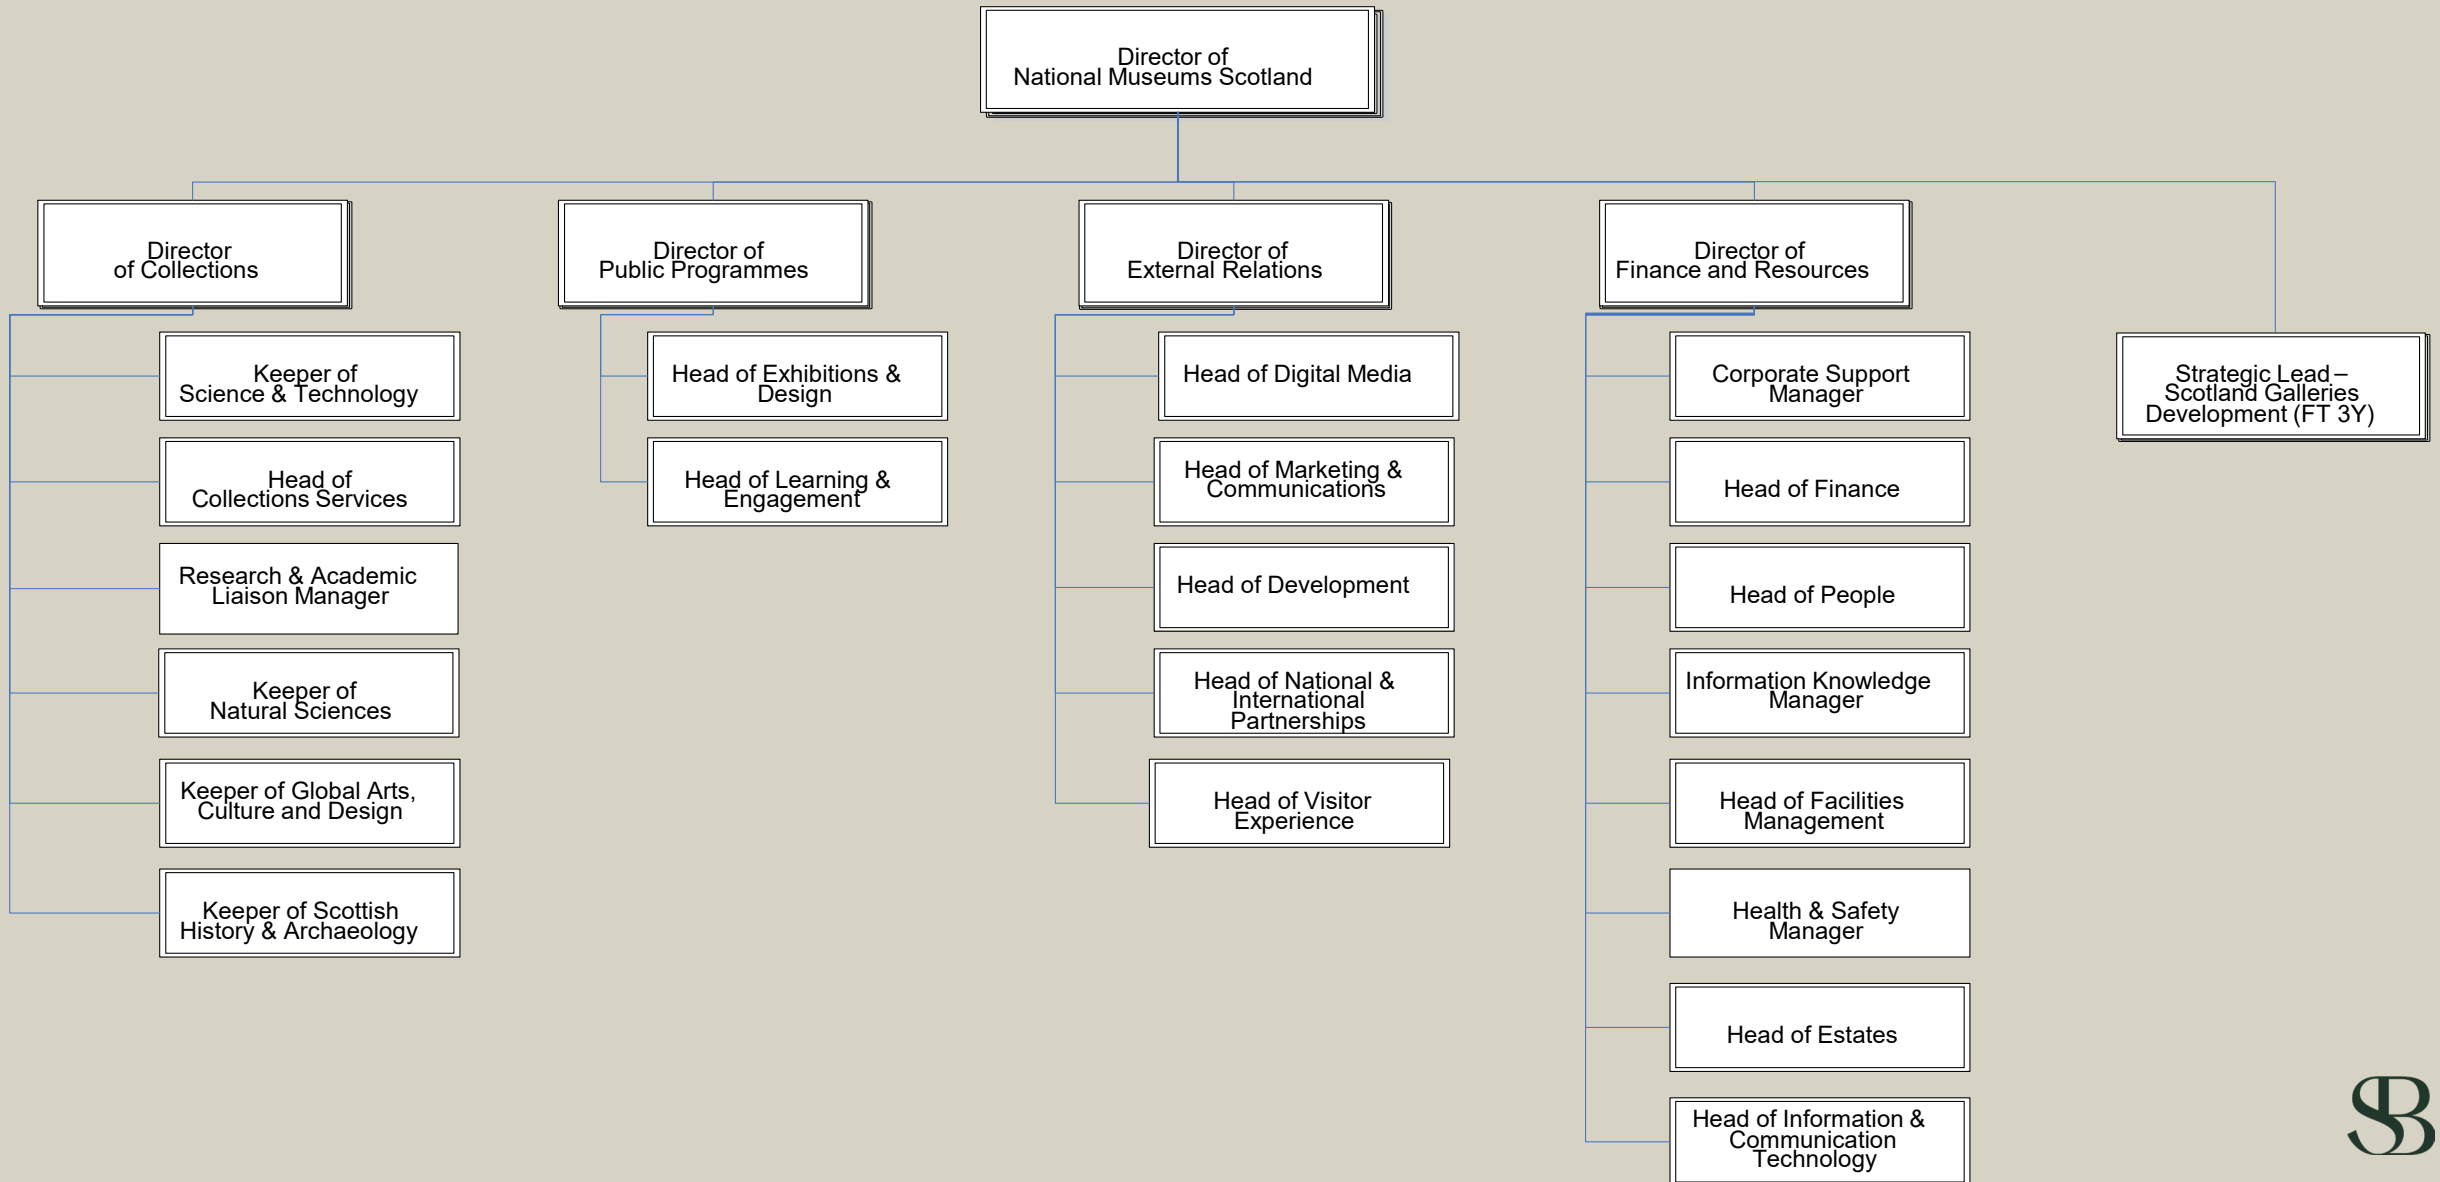 Director of
National Museums Scotland
Director
of Collections
Director of
Public Programmes
Director of
External Relations
Director of
Finance and Resources
Keeper of
Science & Technology
Head of
Collections Services
Research & Academic
Liaison Manager
Keeper of
Natural Sciences
Keeper of Global Arts,
Culture and Design
Keeper of Scottish
History & Archaeology
Head of Exhibitions &
Design
Head of Learning &
Engagement
Head of Digital Media
Head of Marketing &
Communications
Head of Development
Head of National &
International
Partnerships
Head of Visitor
Experience
Corporate Support
Manager
Head of Finance
Head of People
Information Knowledge
Manager
Head of Facilities
Management
Health & Safety
Manager
Head of Estates
Head of Information &
Communication
Technology
Strategic Lead –
Scotland Galleries
Development (FT 3Y)
SB